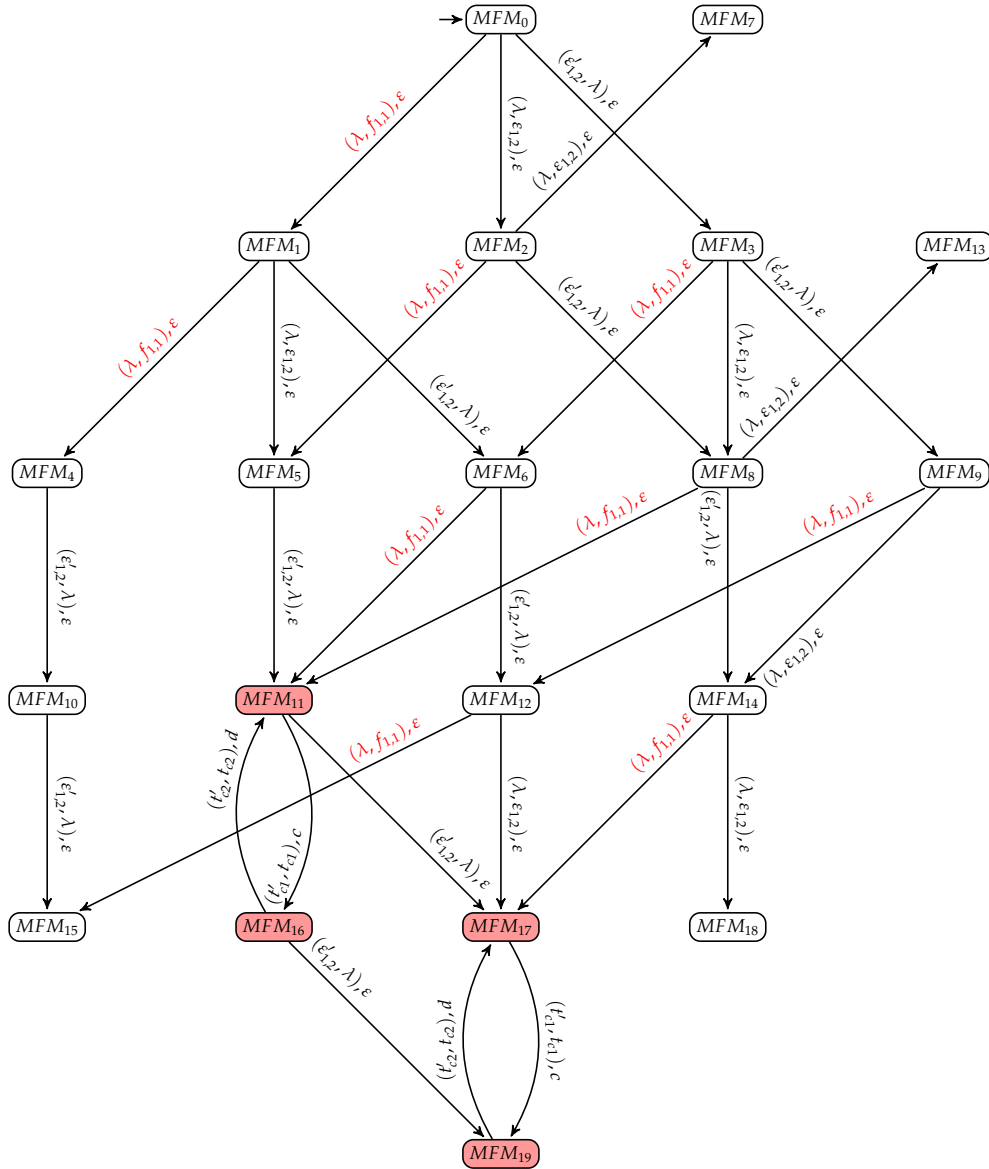 MFM₀
MFM₇
(λ, f₁,₁), ε
(λ, ε₁,₂), ε
(ε′₁,₂, λ), ε
(λ, ε₁,₂), ε
MFM₁
MFM₂
MFM₃
MFM₁₃
(λ, f₁,₁), ε
(λ, ε₁,₂), ε
(ε′₁,₂, λ), ε
(λ, f₁,₁), ε
(ε′₁,₂, λ), ε
(λ, f₁,₁), ε
(λ, ε₁,₂), ε
(ε′₁,₂, λ), ε
(λ, ε₁,₂), ε
MFM₄
MFM₅
MFM₆
MFM₈
MFM₉
(ε′₁,₂, λ), ε
(ε′₁,₂, λ), ε
(λ, f₁,₁), ε
(ε′₁,₂, λ), ε
(λ, f₁,₁), ε
(ε′₁,₂, λ), ε
(λ, f₁,₁), ε
(λ, ε₁,₂), ε
MFM₁₀
MFM₁₁
MFM₁₂
MFM₁₄
(ε′₁,₂, λ), ε
(t′c2, tc2), d
(t′c1, tc1), c
(λ, f₁,₁), ε
(ε′₁,₂, λ), ε
(λ, ε₁,₂), ε
(λ, f₁,₁), ε
(λ, ε₁,₂), ε
MFM₁₅
MFM₁₆
MFM₁₇
MFM₁₈
(ε′₁,₂, λ), ε
(t′c2, tc2), d
(t′c1, tc1), c
MFM₁₉